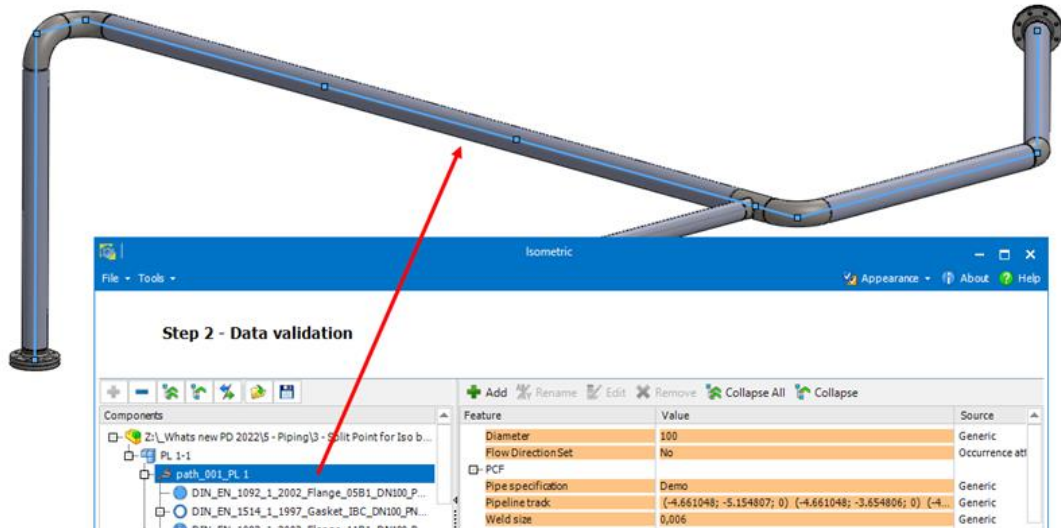 Isometric
File Tools Appearance About Help
Step 2 - Data validation
Add Rename Edit Remove Collapse All Collapse
Components Feature Value Source
Z:\_Whats new PD 2022\5 - Piping\3 - Split Point for Iso b... Diameter 100 Generic
PL 1-1 Flow Direction Set No Occurrence att
path_001_PL 1 PCF
DIN_EN_1092_1_2002_Flange_05B1_DN100_P... Pipe specification Demo Generic
DIN_EN_1514_1_1997_Gasket_IBC_DN100_PN... Pipeline track (-4.661048; -5.154807; 0) (-4.661048; -3.654806; 0) (-4... Generic
Weld size 0,006 Generic